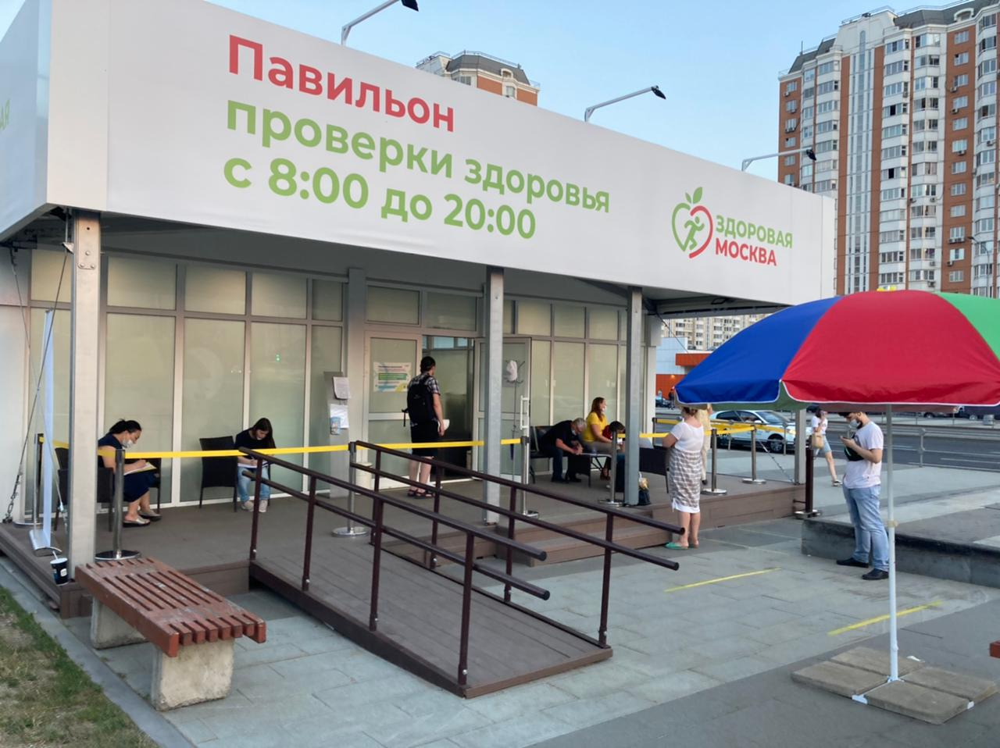 Павильон
проверки здоровья
с 8:00 до 20:00
ЗДОРОВАЯ
МОСКВА